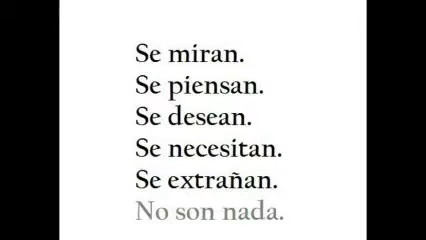 Se miran.
Se piensan.
Se desean.
Se necesitan.
Se extrañan.
No son nada.